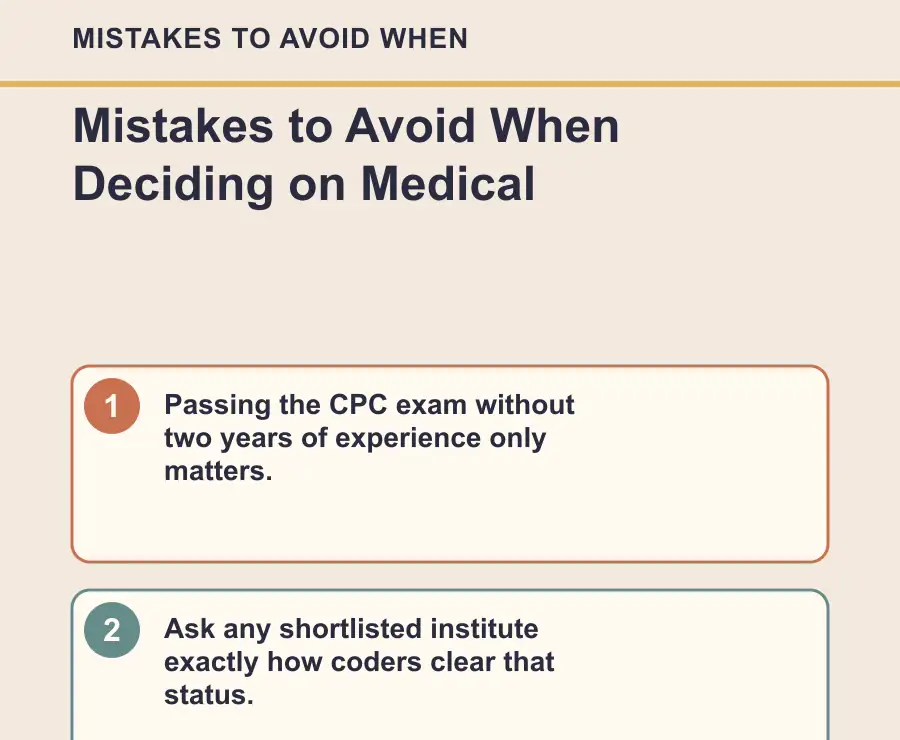 MISTAKES TO AVOID WHEN
Mistakes to Avoid When
Deciding on Medical
1
Passing the CPC exam without
two years of experience only
matters.
2
Ask any shortlisted institute
exactly how coders clear that
status.